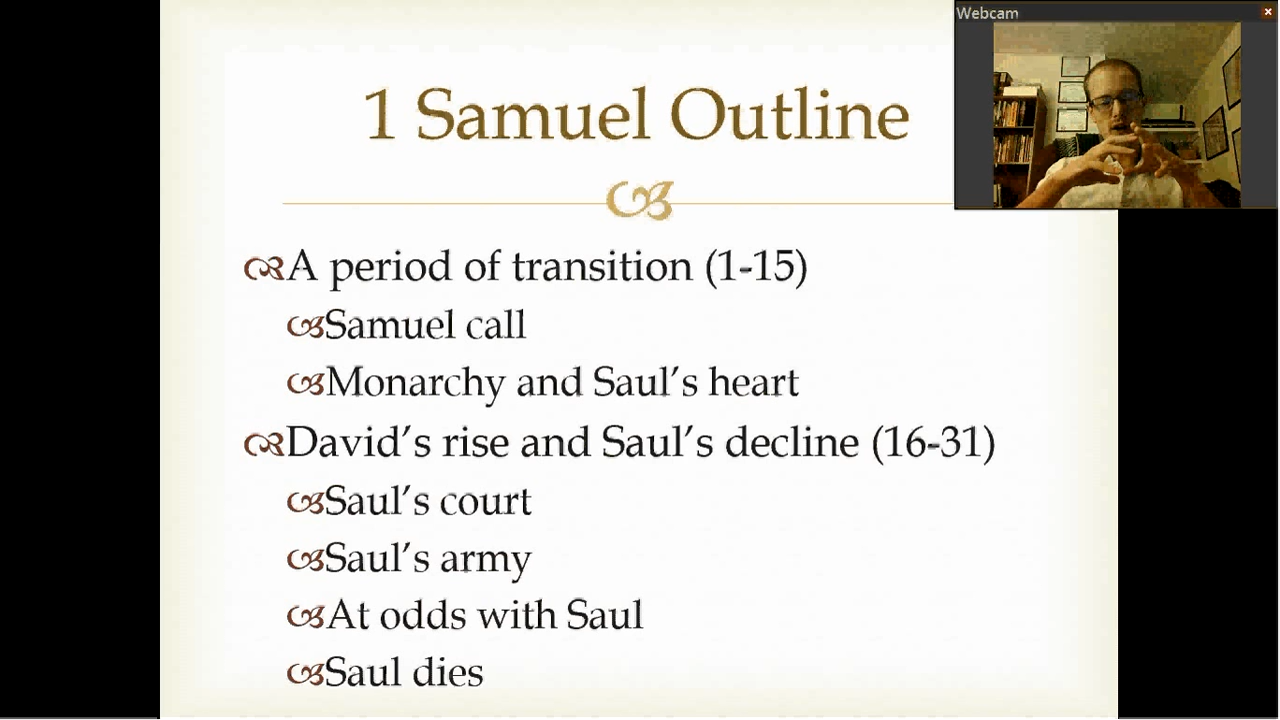 Webcam
1 Samuel Outline
A period of transition (1-15)
Samuel call
Monarchy and Saul’s heart
David’s rise and Saul’s decline (16-31)
Saul’s court
Saul’s army
At odds with Saul
Saul dies